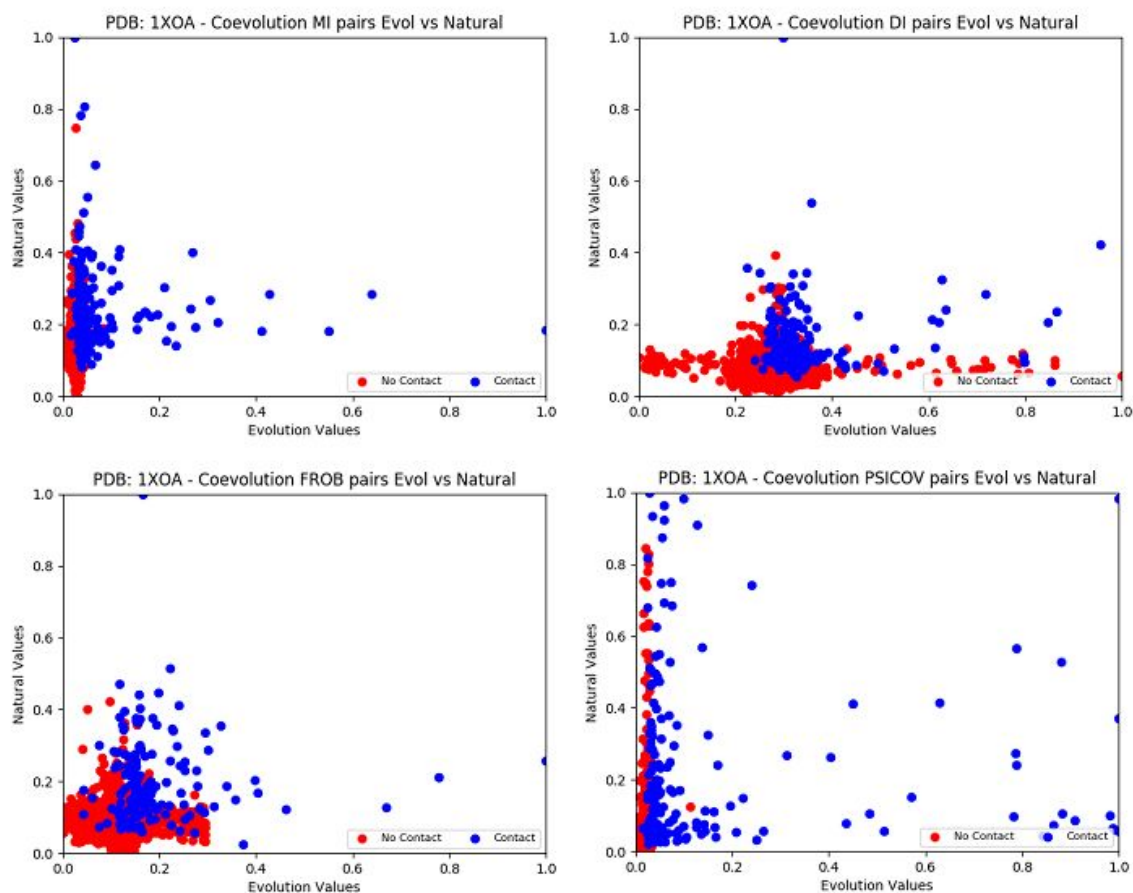 PDB: 1XOA - Coevolution MI pairs Evol vs Natural
1.0
0.8
0.6
0.4
0.2
0.0
Natural Values
No Contact
Contact
0.0 0.2 0.4 0.6 0.8 1.0
Evolution Values
PDB: 1XOA - Coevolution DI pairs Evol vs Natural
1.0
0.8
0.6
0.4
0.2
0.0
Natural Values
No Contact
Contact
0.0 0.2 0.4 0.6 0.8 1.0
Evolution Values
PDB: 1XOA - Coevolution FROB pairs Evol vs Natural
1.0
0.8
0.6
0.4
0.2
0.0
Natural Values
No Contact
Contact
0.0 0.2 0.4 0.6 0.8 1.0
Evolution Values
PDB: 1XOA - Coevolution PSICOV pairs Evol vs Natural
1.0
0.8
0.6
0.4
0.2
0.0
Natural Values
No Contact
Contact
0.0 0.2 0.4 0.6 0.8 1.0
Evolution Values